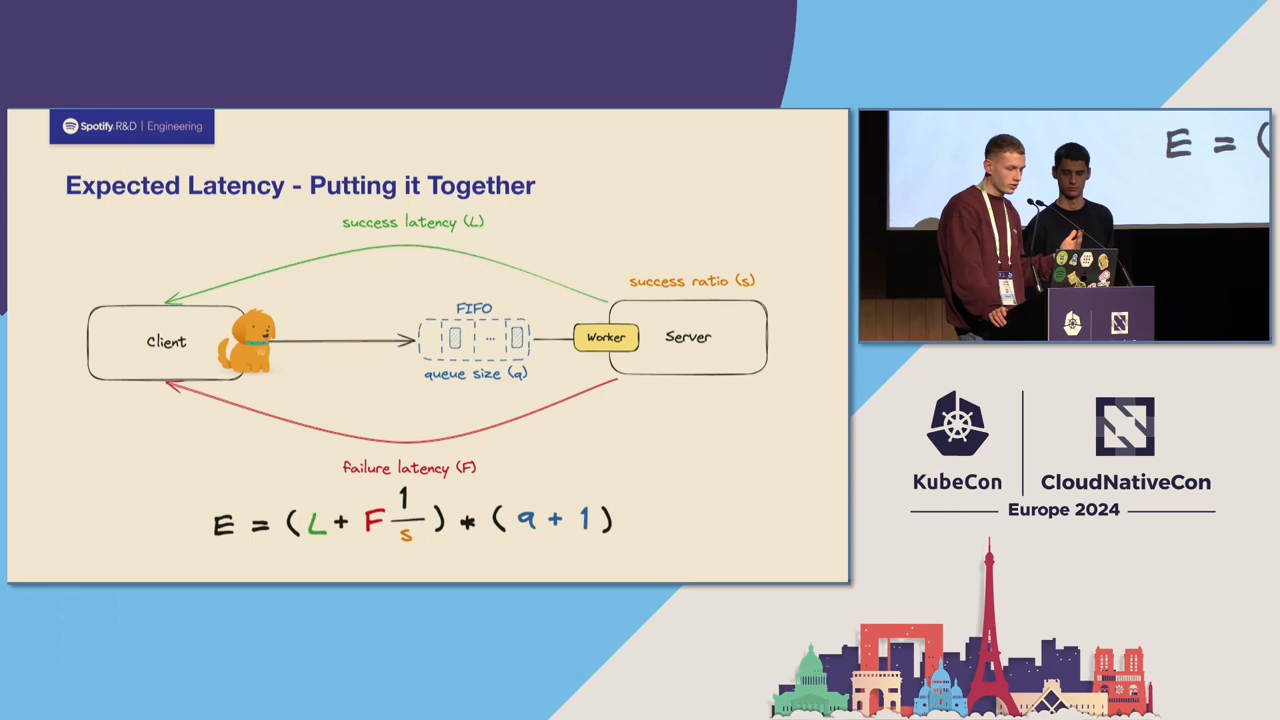 Spotify. R&D | Engineering
Expected Latency - Putting it Together
success latency (L)
success ratio (s)
FIFO
Client
...
Worker
Server
queue size (q)
failure latency (F)
E = ( L + F 1/s ) * ( q + 1 )
E = (
KubeCon
CloudNativeCon
Europe 2024